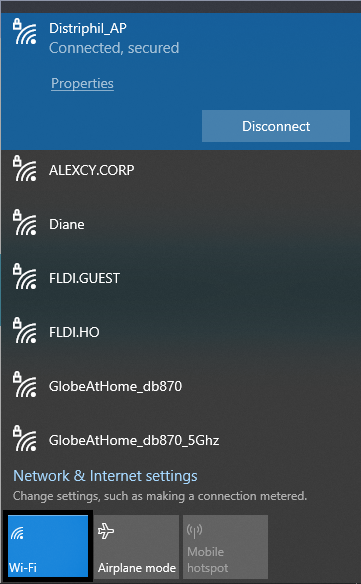 Distriphil_AP
Connected, secured
Properties
Disconnect
ALEXCY.CORP
Diane
FLDI.GUEST
FLDI.HO
GlobeAtHome_db870
GlobeAtHome_db870_5Ghz
Network & Internet settings
Change settings, such as making a connection metered.
Wi-Fi
Airplane mode
Mobile
hotspot